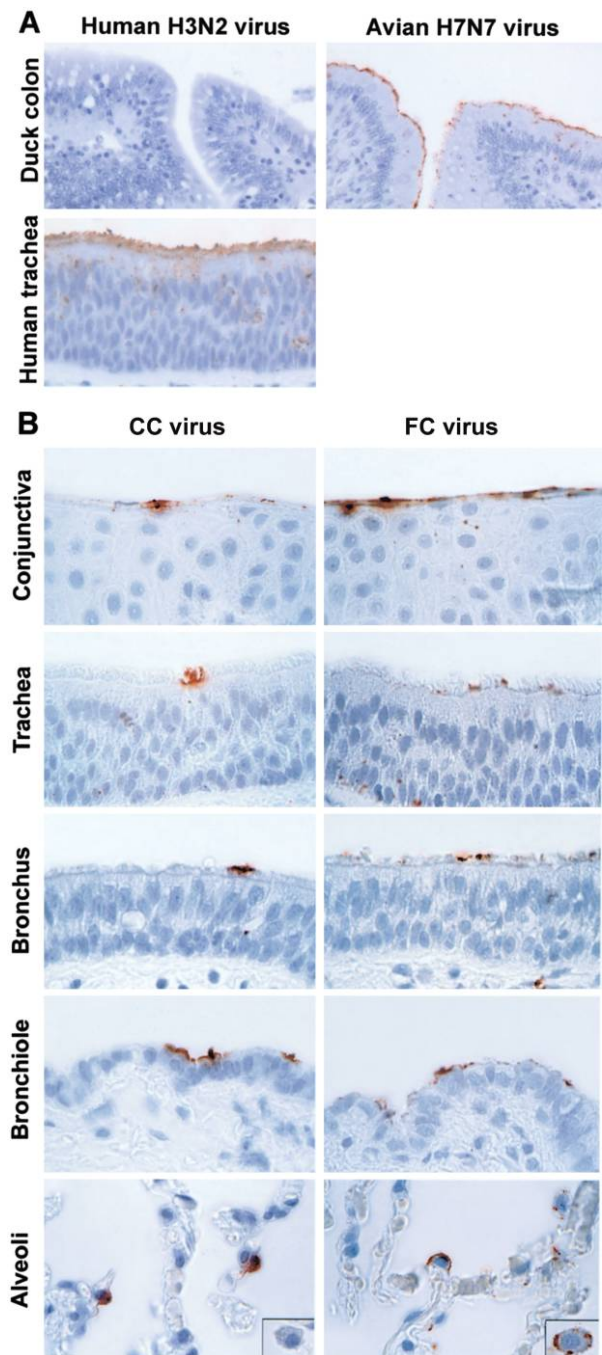 A
Human H3N2 virus
Avian H7N7 virus
Duck colon
Human trachea
B
CC virus
FC virus
Conjunctiva
Trachea
Bronchus
Bronchiole
Alveoli